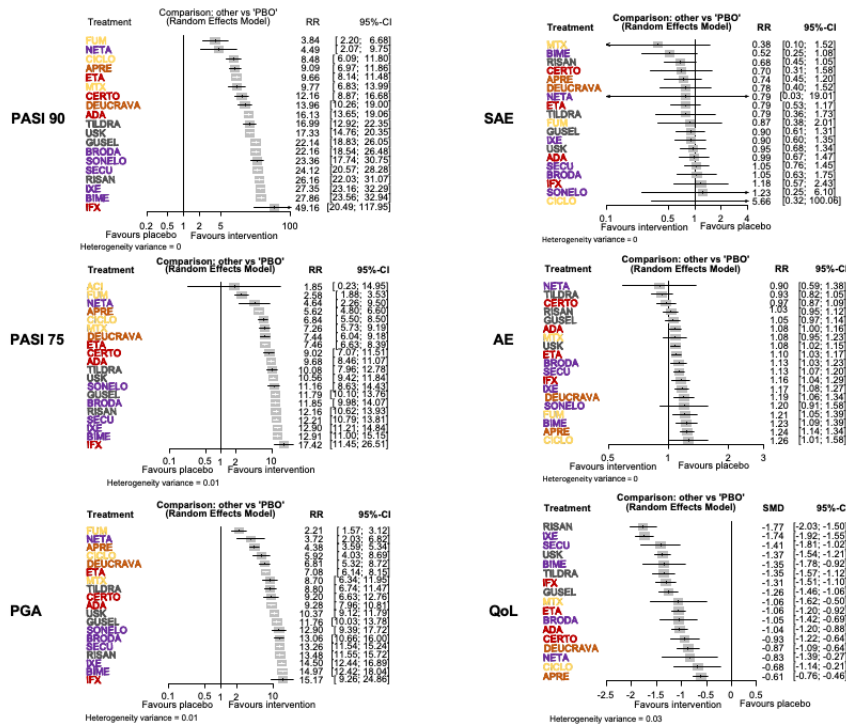 PASI 90
Comparison: other vs 'PBO'
Treatment (Random Effects Model) RR 95%-CI
FUM 3.84 [ 2.20; 6.68]
NETA 4.49 [ 2.07; 9.75]
CICLO 8.48 [ 6.09; 11.80]
APRE 9.09 [ 6.97; 11.86]
ETA 9.66 [ 8.14; 11.48]
MTX 9.77 [ 6.83; 13.99]
CERTO 12.16 [ 8.87; 16.68]
DEUCRAVA 13.96 [10.26; 19.00]
ADA 16.13 [13.65; 19.06]
TILDRA 16.99 [12.92; 22.35]
USK 17.33 [14.76; 20.35]
GUSEL 22.14 [18.83; 26.05]
BRODA 22.16 [18.54; 26.48]
SONELO 23.36 [17.74; 30.75]
SECU 24.12 [20.57; 28.28]
RISAN 26.16 [22.03; 31.07]
IXE 27.35 [23.16; 32.29]
BIME 27.86 [23.56; 32.94]
IFX 49.16 [20.49; 117.95]
0.2 0.5 1 2 10 100
Favours placebo Favours intervention
Heterogeneity variance = 0
SAE
Comparison: other vs 'PBO'
Treatment (Random Effects Model) RR 95%-CI
MTX 0.38 [0.10; 1.52]
BIME 0.52 [0.25; 1.08]
RISAN 0.68 [0.45; 1.05]
CERTO 0.70 [0.31; 1.58]
APRE 0.74 [0.45; 1.20]
DEUCRAVA 0.78 [0.40; 1.52]
NETA 0.79 [0.03; 19.01]
ETA 0.79 [0.53; 1.17]
TILDRA 0.79 [0.36; 1.73]
FUM 0.87 [0.38; 2.01]
GUSEL 0.90 [0.61; 1.31]
IXE 0.90 [0.60; 1.35]
USK 0.95 [0.68; 1.34]
ADA 0.99 [0.67; 1.47]
SECU 1.05 [0.76; 1.45]
BRODA 1.05 [0.63; 1.75]
IFX 1.18 [0.57; 2.43]
SONELO 1.23 [0.25; 6.10]
CICLO 5.66 [0.32; 100.06]
0.1 0.5 1 2 10
Favours intervention Favours placebo
Heterogeneity variance = 0
PASI 75
Comparison: other vs 'PBO'
Treatment (Random Effects Model) RR 95%-CI
ACI 1.85 [ 0.23; 14.95]
FUM 2.58 [ 1.88; 3.53]
NETA 4.64 [ 2.26; 9.50]
APRE 5.62 [ 4.80; 6.60]
CICLO 6.84 [ 5.50; 8.50]
MTX 7.26 [ 5.73; 9.19]
DEUCRAVA 7.44 [ 6.04; 9.18]
ETA 7.46 [ 6.63; 8.39]
CERTO 9.02 [ 7.07; 11.51]
ADA 9.68 [ 8.46; 11.07]
TILDRA 10.08 [ 7.96; 12.78]
USK 10.56 [ 9.42; 11.84]
SONELO 11.16 [ 8.63; 14.43]
GUSEL 11.79 [10.10; 13.76]
BRODA 11.85 [ 9.98; 14.07]
RISAN 12.16 [10.62; 13.93]
SECU 12.21 [10.79; 13.81]
IXE 12.90 [11.21; 14.84]
BIME 12.91 [11.00; 15.15]
IFX 17.42 [11.45; 26.51]
0.1 0.5 1 2 10
Favours placebo Favours intervention
Heterogeneity variance = 0.01
AE
Comparison: other vs 'PBO'
Treatment (Random Effects Model) RR 95%-CI
NETA 0.90 [0.59; 1.38]
TILDRA 0.93 [0.82; 1.05]
CERTO 0.97 [0.87; 1.09]
RISAN 1.03 [0.95; 1.12]
GUSEL 1.05 [0.97; 1.14]
ADA 1.08 [1.00; 1.16]
MTX 1.08 [0.95; 1.23]
USK 1.08 [1.02; 1.15]
ETA 1.10 [1.03; 1.17]
BRODA 1.13 [1.03; 1.23]
SECU 1.13 [1.07; 1.20]
IFX 1.16 [1.04; 1.29]
IXE 1.17 [1.08; 1.27]
DEUCRAVA 1.19 [1.06; 1.34]
SONELO 1.20 [0.91; 1.58]
FUM 1.21 [1.05; 1.39]
BIME 1.23 [1.09; 1.39]
APRE 1.24 [1.14; 1.34]
CICLO 1.26 [1.01; 1.58]
0.5 1 2 3
Favours intervention Favours placebo
Heterogeneity variance = 0
PGA
Comparison: other vs 'PBO'
Treatment (Random Effects Model) RR 95%-CI
FUM 2.21 [ 1.57; 3.12]
NETA 3.72 [ 2.03; 6.82]
APRE 4.38 [ 3.59; 5.34]
CICLO 5.92 [ 4.03; 8.69]
DEUCRAVA 6.81 [ 5.32; 8.72]
ETA 7.08 [ 6.14; 8.15]
MTX 8.70 [ 6.34; 11.95]
TILDRA 8.80 [ 6.74; 11.47]
CERTO 9.20 [ 6.63; 12.76]
ADA 9.28 [ 7.96; 10.81]
USK 10.37 [ 9.12; 11.79]
GUSEL 11.76 [10.03; 13.78]
SONELO 12.90 [ 9.39; 17.72]
BRODA 13.06 [10.66; 16.00]
SECU 13.26 [11.54; 15.24]
RISAN 13.48 [11.55; 15.72]
IXE 14.50 [12.44; 16.89]
BIME 14.97 [12.42; 18.04]
IFX 15.17 [ 9.26; 24.86]
0.1 0.5 1 2 10
Favours placebo Favours intervention
Heterogeneity variance = 0.01
QoL
Comparison: other vs 'PBO'
Treatment (Random Effects Model) SMD 95%-CI
RISAN -1.77 [-2.03; -1.50]
IXE -1.74 [-1.92; -1.55]
SECU -1.41 [-1.81; -1.02]
USK -1.37 [-1.54; -1.21]
BIME -1.35 [-1.78; -0.92]
TILDRA -1.35 [-1.57; -1.12]
IFX -1.31 [-1.51; -1.10]
GUSEL -1.26 [-1.46; -1.06]
MTX -1.06 [-1.62; -0.50]
ETA -1.06 [-1.20; -0.92]
BRODA -1.05 [-1.42; -0.69]
ADA -1.04 [-1.20; -0.88]
CERTO -0.93 [-1.22; -0.64]
DEUCRAVA -0.87 [-1.09; -0.64]
NETA -0.83 [-1.39; -0.27]
CICLO -0.68 [-1.14; -0.21]
APRE -0.61 [-0.76; -0.46]
-2.5 -2 -1.5 -1 -0.5 0 0.5
Favours intervention Favours placebo
Heterogeneity variance = 0.03